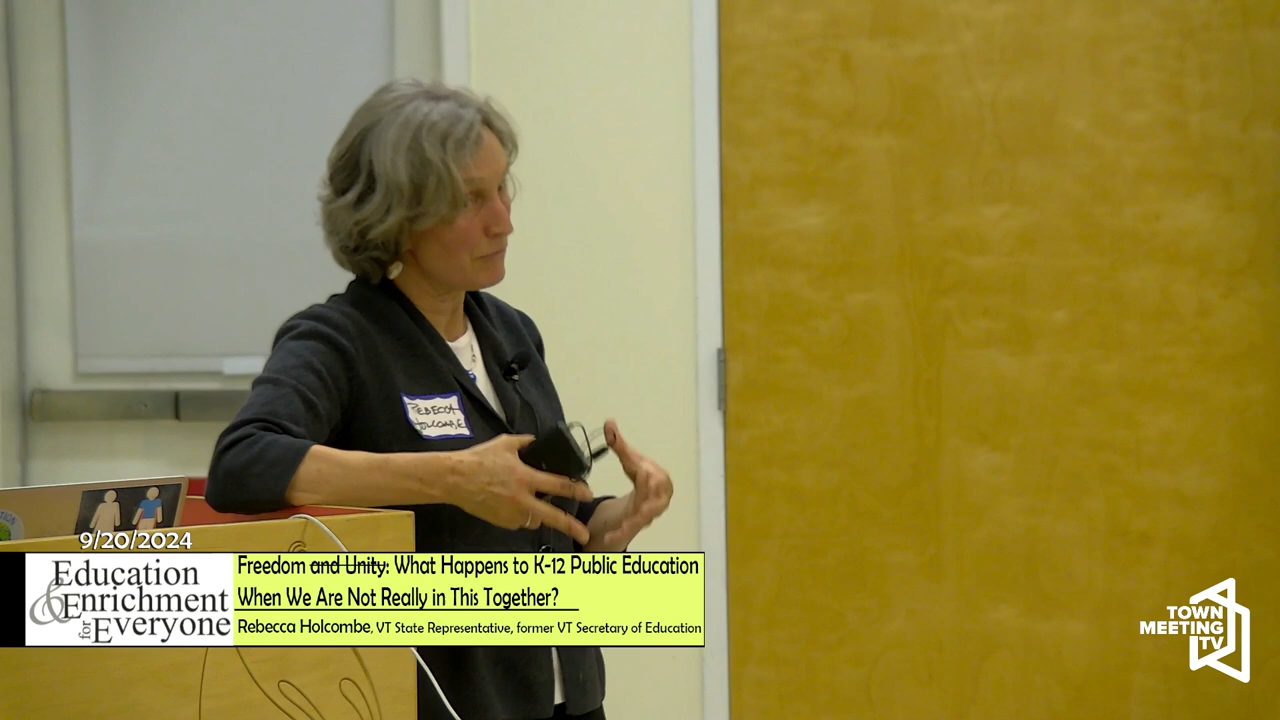 REBECCA
HOLCOMBE
9/20/2024
Education
& Enrichment
for Everyone
Freedom and Unity: What Happens to K-12 Public Education
When We Are Not Really in This Together?
Rebecca Holcombe, VT State Representative, former VT Secretary of Education
TOWN
MEETING
TV